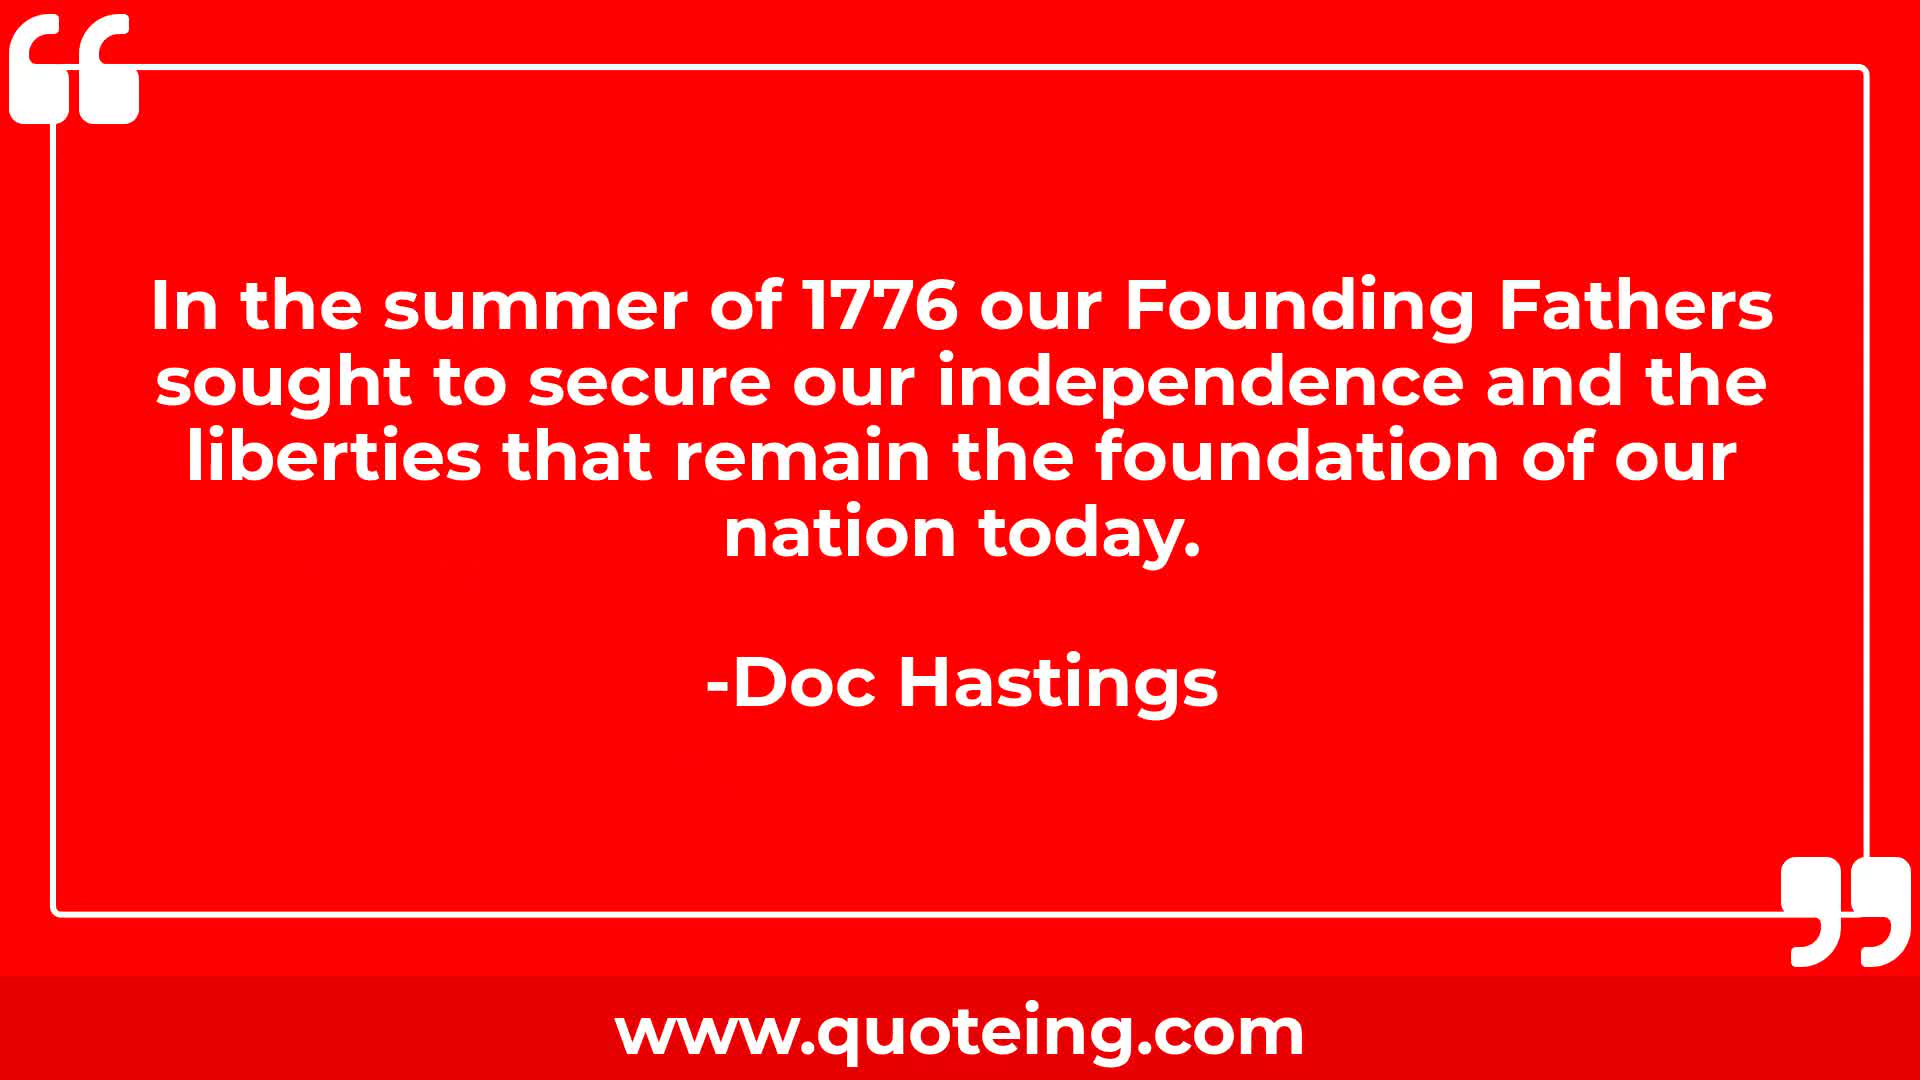 In the summer of 1776 our Founding Fathers
sought to secure our independence and the
liberties that remain the foundation of our
nation today.
-Doc Hastings
www.quoteing.com